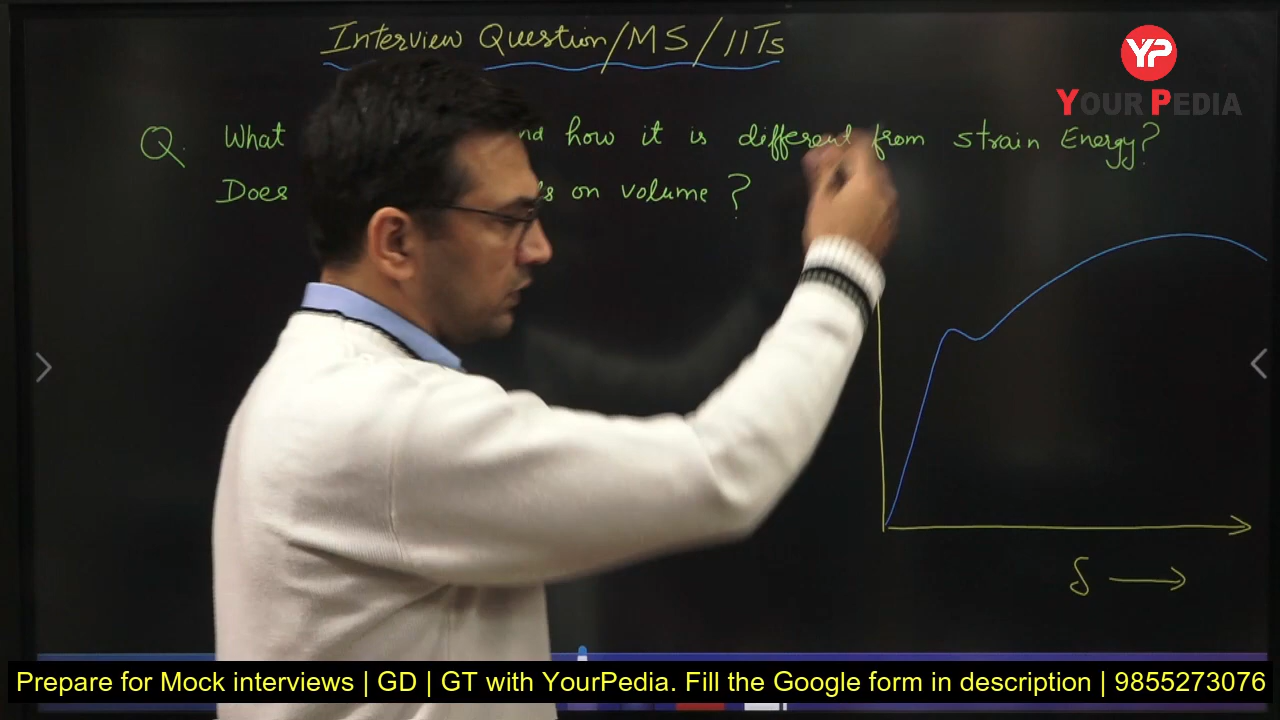 Interview Question/MS/IITs
YP
YOUR PEDIA
Q. What how it is different from strain Energy?
Does on volume?
δ
Prepare for Mock interviews | GD | GT with YourPedia. Fill the Google form in description | 9855273076